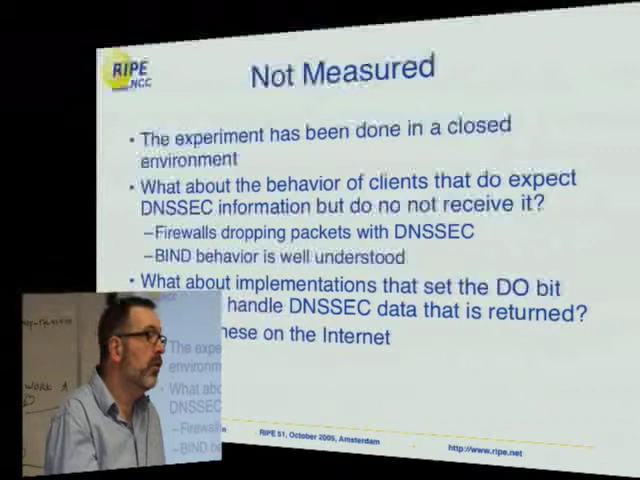 RIPE
NCC
Not Measured
• The experiment has been done in a closed
environment
• What about the behavior of clients that do expect
DNSSEC information but do no not receive it?
–Firewalls dropping packets with DNSSEC
–BIND behavior is well understood
• What about implementations that set the DO bit
handle DNSSEC data that is returned?
on the Internet
The expe
environm
• What abo
DNSSEC
–Firewal
–BIND be
WORK A
RIPE 51, October 2005, Amsterdam
http://www.ripe.net